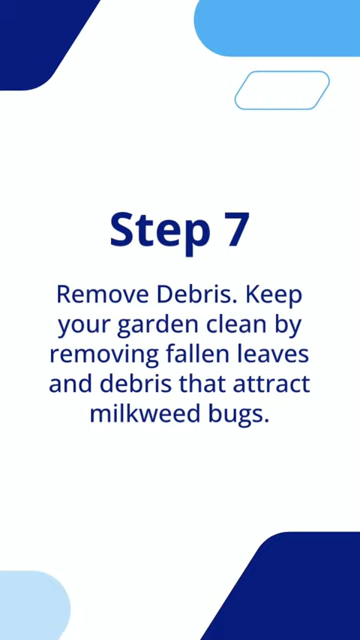 Step 7
Remove Debris. Keep
your garden clean by
removing fallen leaves
and debris that attract
milkweed bugs.